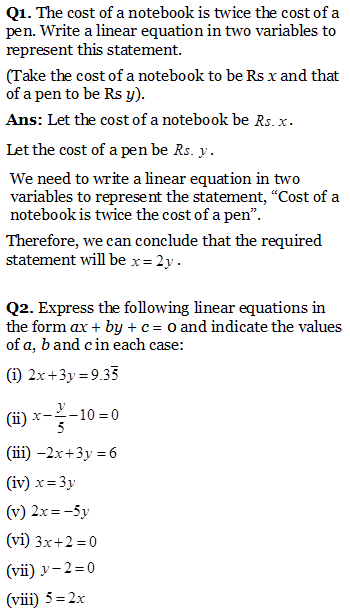 Q1. The cost of a notebook is twice the cost of a
pen. Write a linear equation in two variables to
represent this statement.
(Take the cost of a notebook to be Rs x and that
of a pen to be Rs y).
Ans: Let the cost of a notebook be Rs. x.
Let the cost of a pen be Rs. y.
We need to write a linear equation in two
variables to represent the statement, “Cost of a
notebook is twice the cost of a pen”.
Therefore, we can conclude that the required
statement will be x = 2y.
Q2. Express the following linear equations in
the form ax + by + c = 0 and indicate the values
of a, b and c in each case:
(i) 2x+3y=9.35̅
(ii) x−y/5−10=0
(iii) −2x+3y=6
(iv) x=3y
(v) 2x=−5y
(vi) 3x+2=0
(vii) y−2=0
(viii) 5=2x